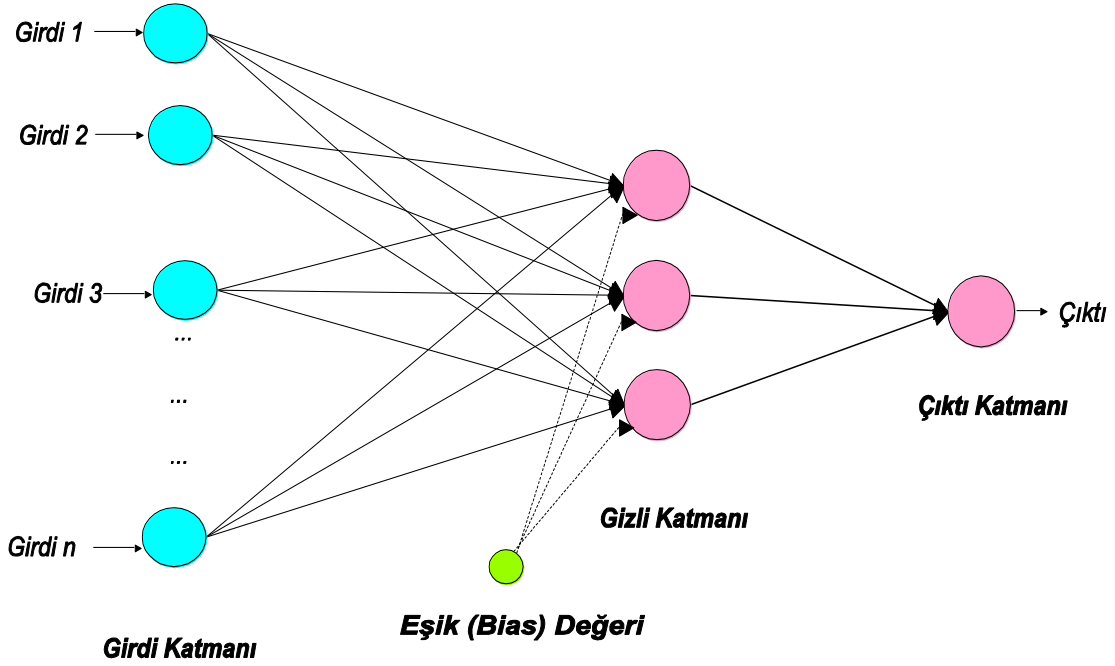 Girdi 1
Girdi 2
Girdi 3
...
...
...
Girdi n
Girdi Katmanı
Eşik (Bias) Değeri
Gizli Katmanı
Çıktı
Çıktı Katmanı